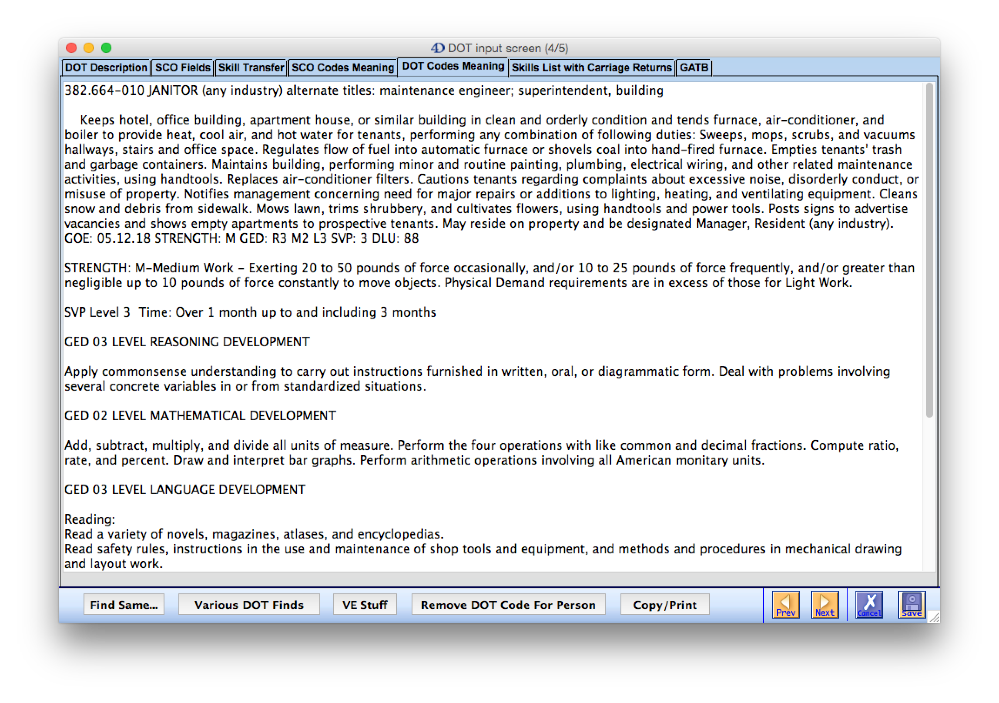 4D DOT input screen (4/5)
DOT Description SCO Fields Skill Transfer SCO Codes Meaning DOT Codes Meaning Skills List with Carriage Returns GATB
382.664-010 JANITOR (any industry) alternate titles: maintenance engineer; superintendent, building
Keeps hotel, office building, apartment house, or similar building in clean and orderly condition and tends furnace, air-conditioner, and
boiler to provide heat, cool air, and hot water for tenants, performing any combination of following duties: Sweeps, mops, scrubs, and vacuums
hallways, stairs and office space. Regulates flow of fuel into automatic furnace or shovels coal into hand-fired furnace. Empties tenants' trash
and garbage containers. Maintains building, performing minor and routine painting, plumbing, electrical wiring, and other related maintenance
activities, using handtools. Replaces air-conditioner filters. Cautions tenants regarding complaints about excessive noise, disorderly conduct, or
misuse of property. Notifies management concerning need for major repairs or additions to lighting, heating, and ventilating equipment. Cleans
snow and debris from sidewalk. Mows lawn, trims shrubbery, and cultivates flowers, using handtools and power tools. Posts signs to advertise
vacancies and shows empty apartments to prospective tenants. May reside on property and be designated Manager, Resident (any industry).
GOE: 05.12.18 STRENGTH: M GED: R3 M2 L3 SVP: 3 DLU: 88
STRENGTH: M-Medium Work - Exerting 20 to 50 pounds of force occasionally, and/or 10 to 25 pounds of force frequently, and/or greater than
negligible up to 10 pounds of force constantly to move objects. Physical Demand requirements are in excess of those for Light Work.
SVP Level 3  Time: Over 1 month up to and including 3 months
GED 03 LEVEL REASONING DEVELOPMENT
Apply commonsense understanding to carry out instructions furnished in written, oral, or diagrammatic form. Deal with problems involving
several concrete variables in or from standardized situations.
GED 02 LEVEL MATHEMATICAL DEVELOPMENT
Add, subtract, multiply, and divide all units of measure. Perform the four operations with like common and decimal fractions. Compute ratio,
rate, and percent. Draw and interpret bar graphs. Perform arithmetic operations involving all American monitary units.
GED 03 LEVEL LANGUAGE DEVELOPMENT
Reading:
Read a variety of novels, magazines, atlases, and encyclopedias.
Read safety rules, instructions in the use and maintenance of shop tools and equipment, and methods and procedures in mechanical drawing
and layout work.
Find Same... Various DOT Finds VE Stuff Remove DOT Code For Person Copy/Print Prev Next Cancel Save